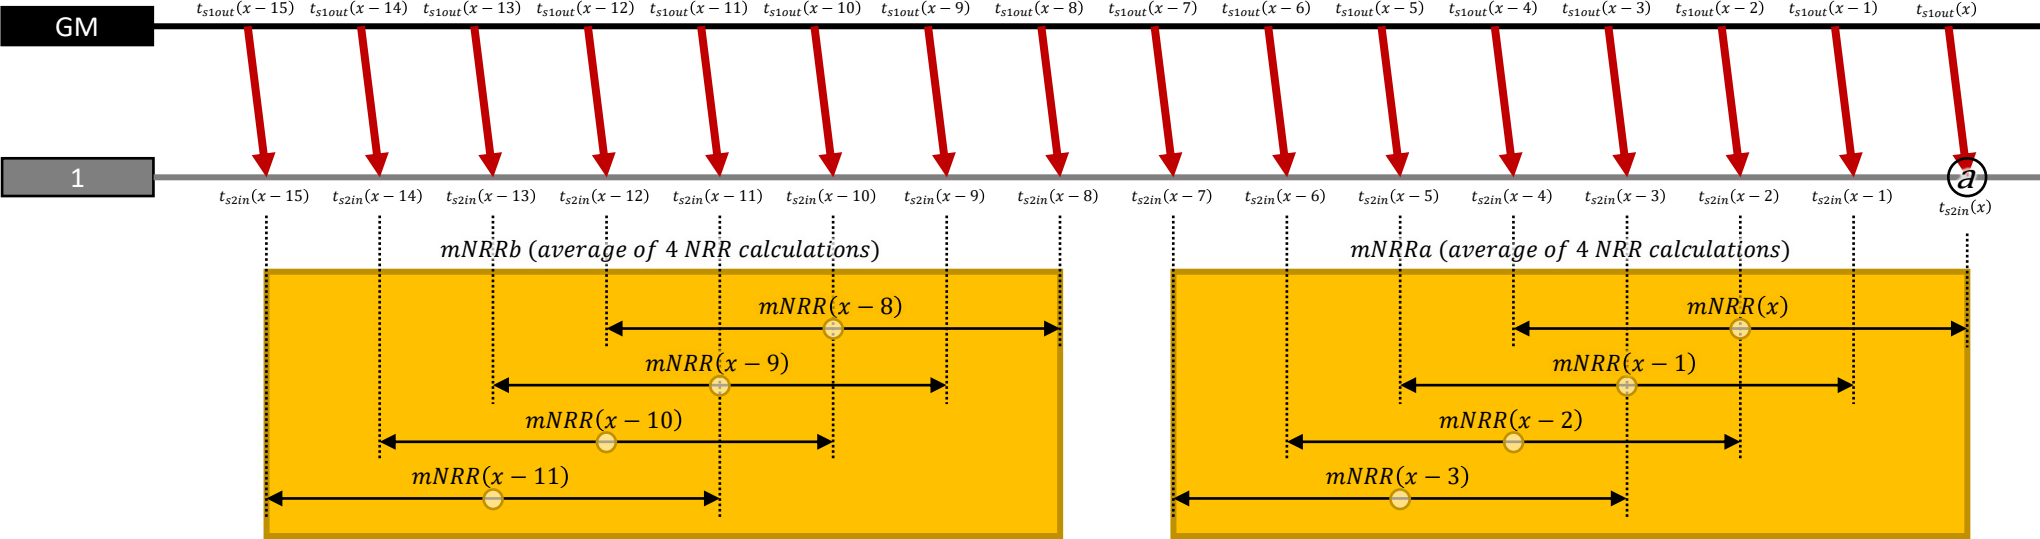 t_s1out(x − 15) t_s1out(x − 14) t_s1out(x − 13) t_s1out(x − 12) t_s1out(x − 11) t_s1out(x − 10) t_s1out(x − 9) t_s1out(x − 8) t_s1out(x − 7) t_s1out(x − 6) t_s1out(x − 5) t_s1out(x − 4) t_s1out(x − 3) t_s1out(x − 2) t_s1out(x − 1) t_s1out(x)
GM
1
a
t_s2in(x − 15) t_s2in(x − 14) t_s2in(x − 13) t_s2in(x − 12) t_s2in(x − 11) t_s2in(x − 10) t_s2in(x − 9) t_s2in(x − 8) t_s2in(x − 7) t_s2in(x − 6) t_s2in(x − 5) t_s2in(x − 4) t_s2in(x − 3) t_s2in(x − 2) t_s2in(x − 1) t_s2in(x)
mNRRb (average of 4 NRR calculations)
mNRR(x − 8)
mNRR(x − 9)
mNRR(x − 10)
mNRR(x − 11)
mNRRa (average of 4 NRR calculations)
mNRR(x)
mNRR(x − 1)
mNRR(x − 2)
mNRR(x − 3)